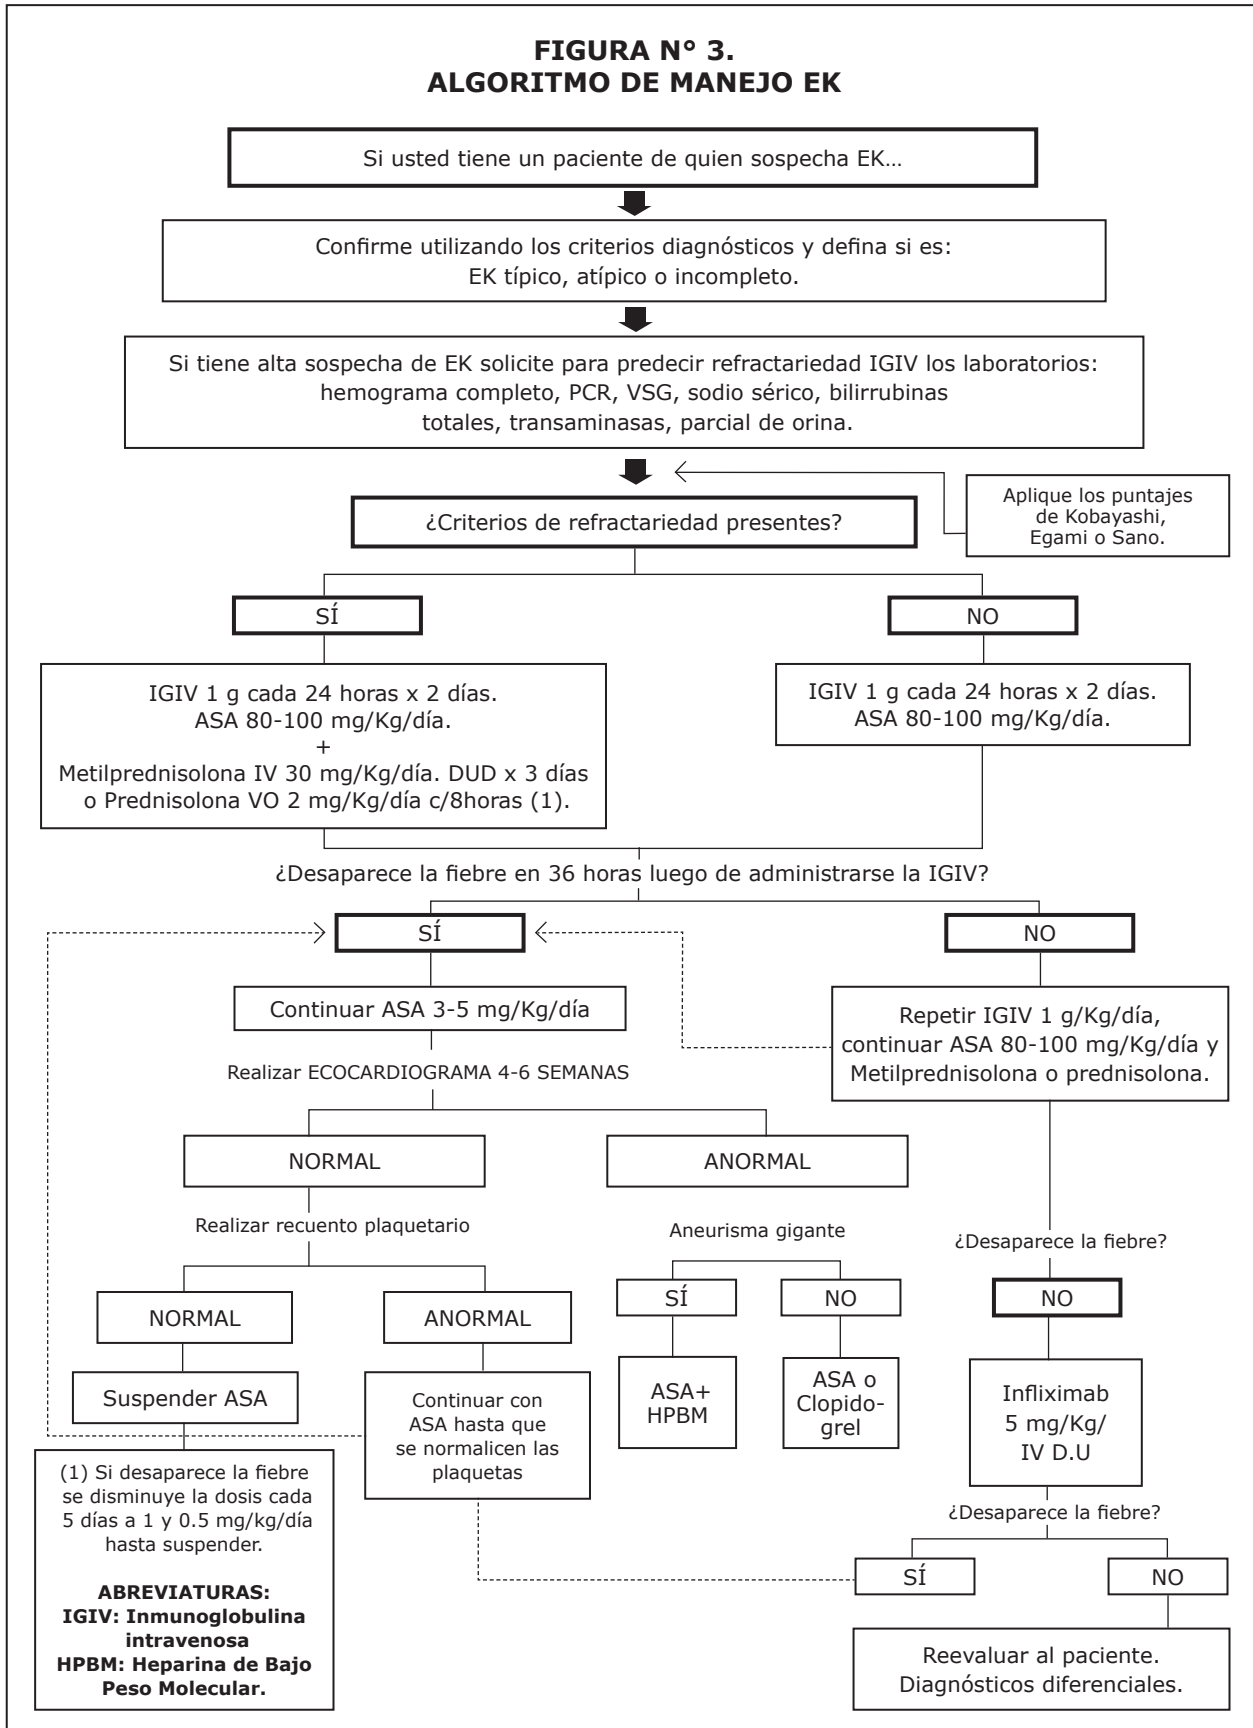 FIGURA N° 3.
ALGORITMO DE MANEJO EK
Si usted tiene un paciente de quien sospecha EK...
Confirme utilizando los criterios diagnósticos y defina si es:
EK típico, atípico o incompleto.
Si tiene alta sospecha de EK solicite para predecir refractariedad IGIV los laboratorios:
hemograma completo, PCR, VSG, sodio sérico, bilirrubinas
totales, transaminasas, parcial de orina.
Aplique los puntajes
de Kobayashi,
Egami o Sano.
¿Criterios de refractariedad presentes?
SÍ
NO
IGIV 1 g cada 24 horas x 2 días.
ASA 80-100 mg/Kg/día.
+
Metilprednisolona IV 30 mg/Kg/día. DUD x 3 días
o Prednisolona VO 2 mg/Kg/día c/8horas (1).
IGIV 1 g cada 24 horas x 2 días.
ASA 80-100 mg/Kg/día.
¿Desaparece la fiebre en 36 horas luego de administrarse la IGIV?
SÍ
NO
Continuar ASA 3-5 mg/Kg/día
Repetir IGIV 1 g/Kg/día,
continuar ASA 80-100 mg/Kg/día y
Metilprednisolona o prednisolona.
Realizar ECOCARDIOGRAMA 4-6 SEMANAS
NORMAL
ANORMAL
Realizar recuento plaquetario
Aneurisma gigante
¿Desaparece la fiebre?
NORMAL
ANORMAL
SÍ
NO
NO
Suspender ASA
Continuar con
ASA hasta que
se normalicen las
plaquetas
ASA+
HPBM
ASA o
Clopido-
grel
Infliximab
5 mg/Kg/
IV D.U
(1) Si desaparece la fiebre
se disminuye la dosis cada
5 días a 1 y 0.5 mg/kg/día
hasta suspender.
ABREVIATURAS:
IGIV: Inmunoglobulina
intravenosa
HPBM: Heparina de Bajo
Peso Molecular.
¿Desaparece la fiebre?
SÍ
NO
Reevaluar al paciente.
Diagnósticos diferenciales.